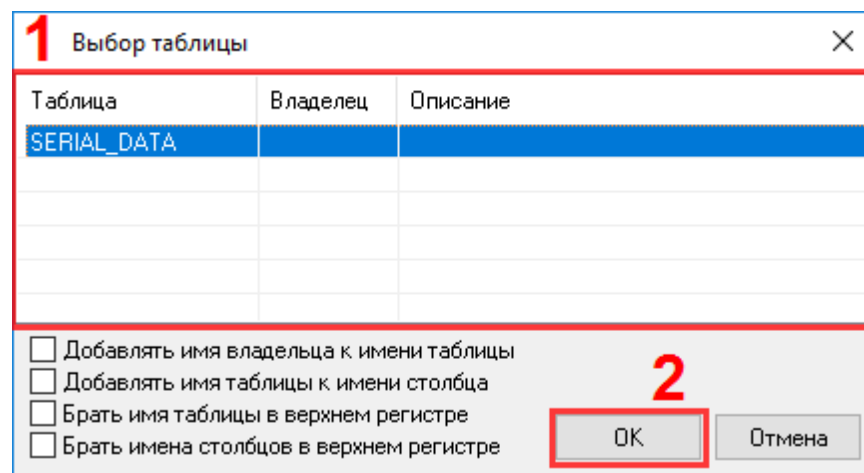 1 Выбор таблицы
Таблица Владелец Описание
SERIAL_DATA
Добавлять имя владельца к имени таблицы
Добавлять имя таблицы к имени столбца
2
Брать имя таблицы в верхнем регистре
Брать имена столбцов в верхнем регистре
OK Отмена